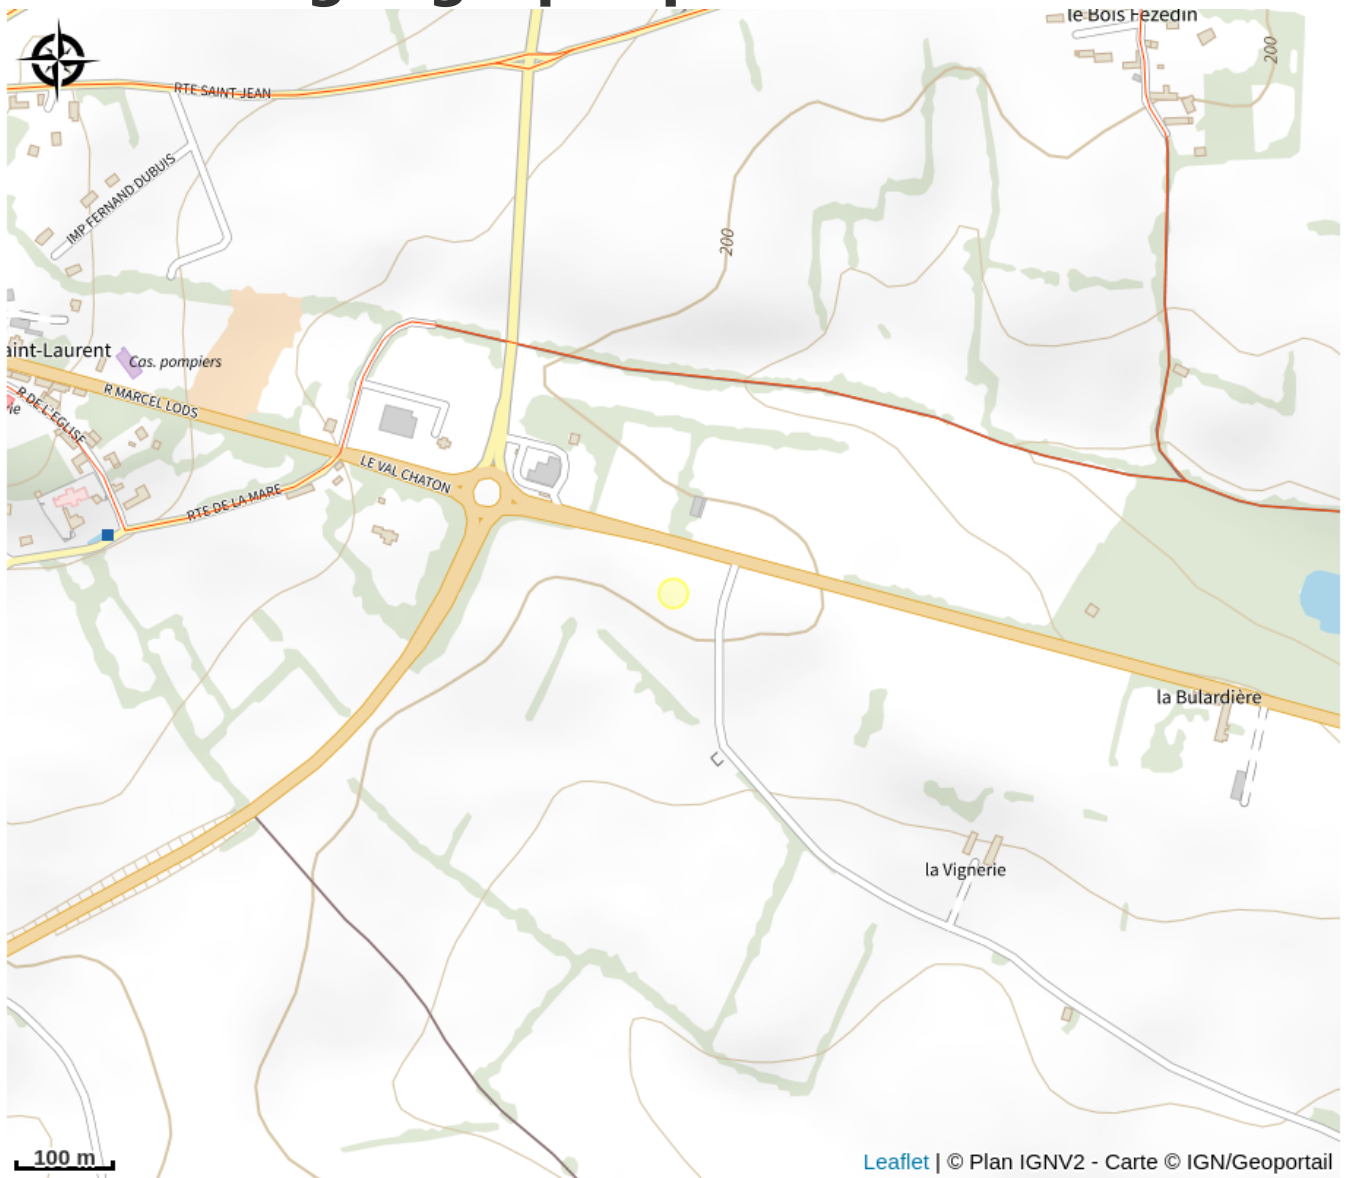 le Bois Fezedin
200
RTE SAINT-JEAN
IMP FERNAND DUBUIS
200
aint-Laurent
Cas. pompiers
R MARCEL LODS
R DE L'EGLISE
ie
LE VAL CHATON
RTE DE LA MARE
la Bulardière
la Vignerie
100 m
Leaflet | © Plan IGNV2 - Carte © IGN/Geoportail